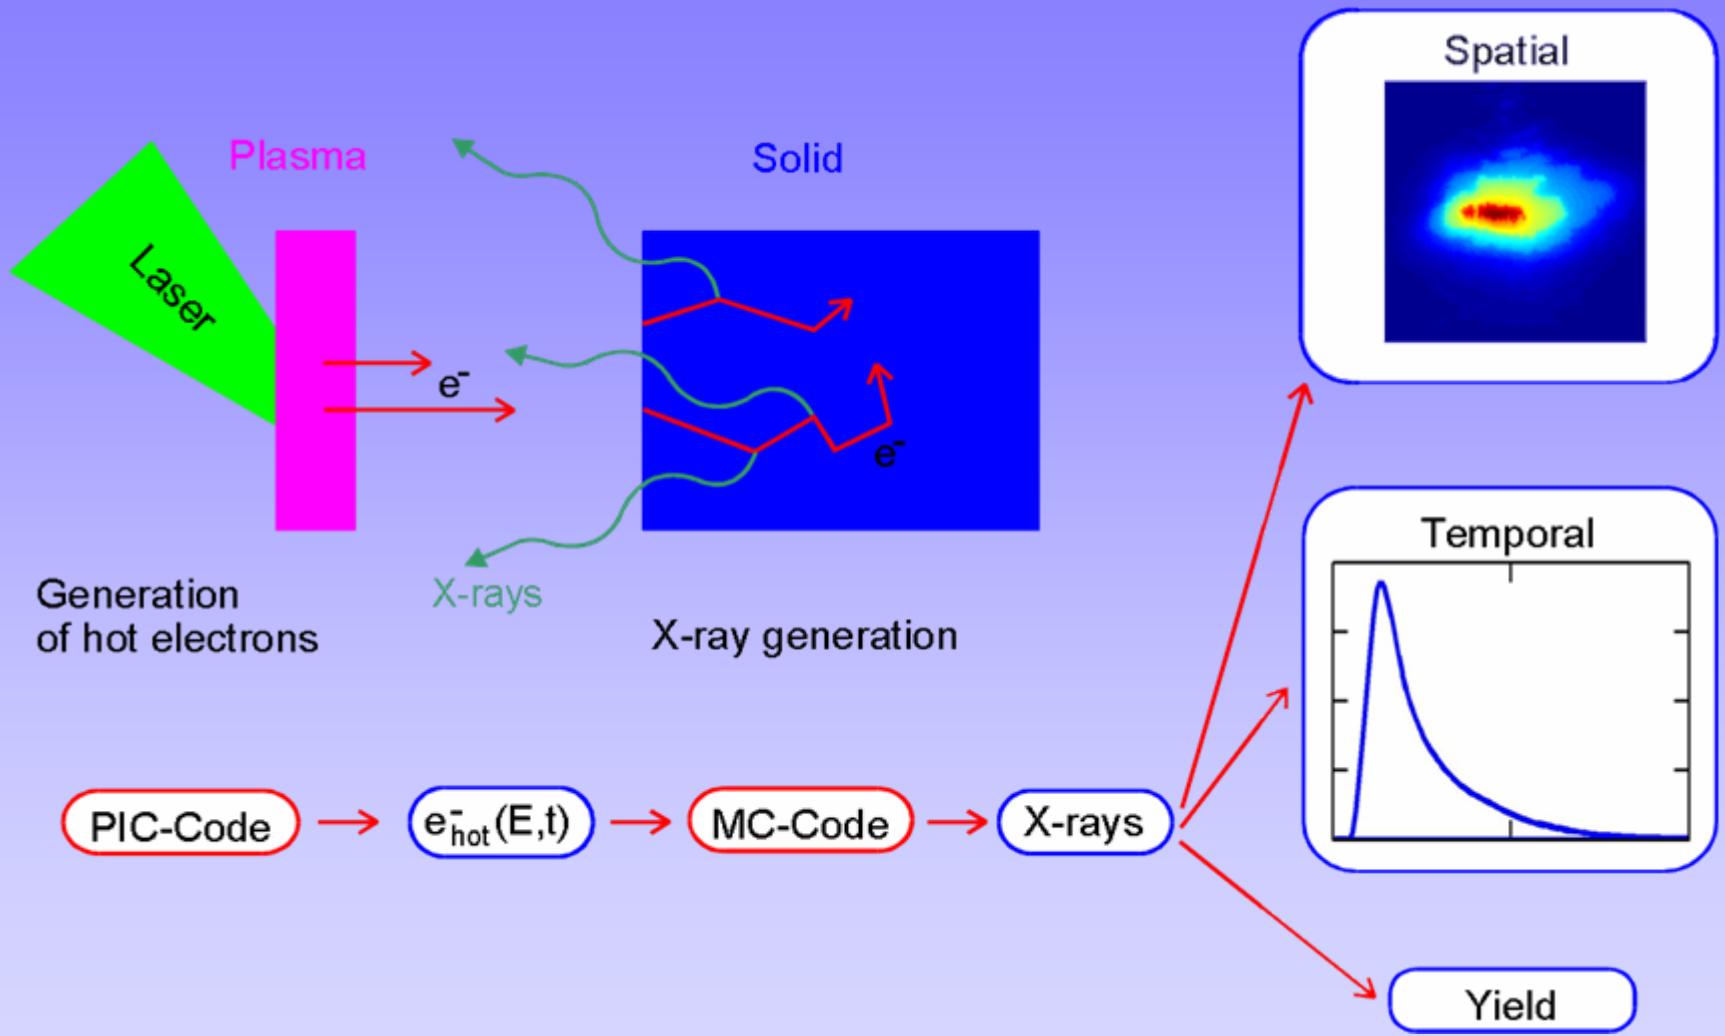 Plasma
Solid
Laser
e-
e-
X-rays
Generation
of hot electrons
X-ray generation
PIC-Code
e-hot(E,t)
MC-Code
X-rays
Spatial
Temporal
Yield